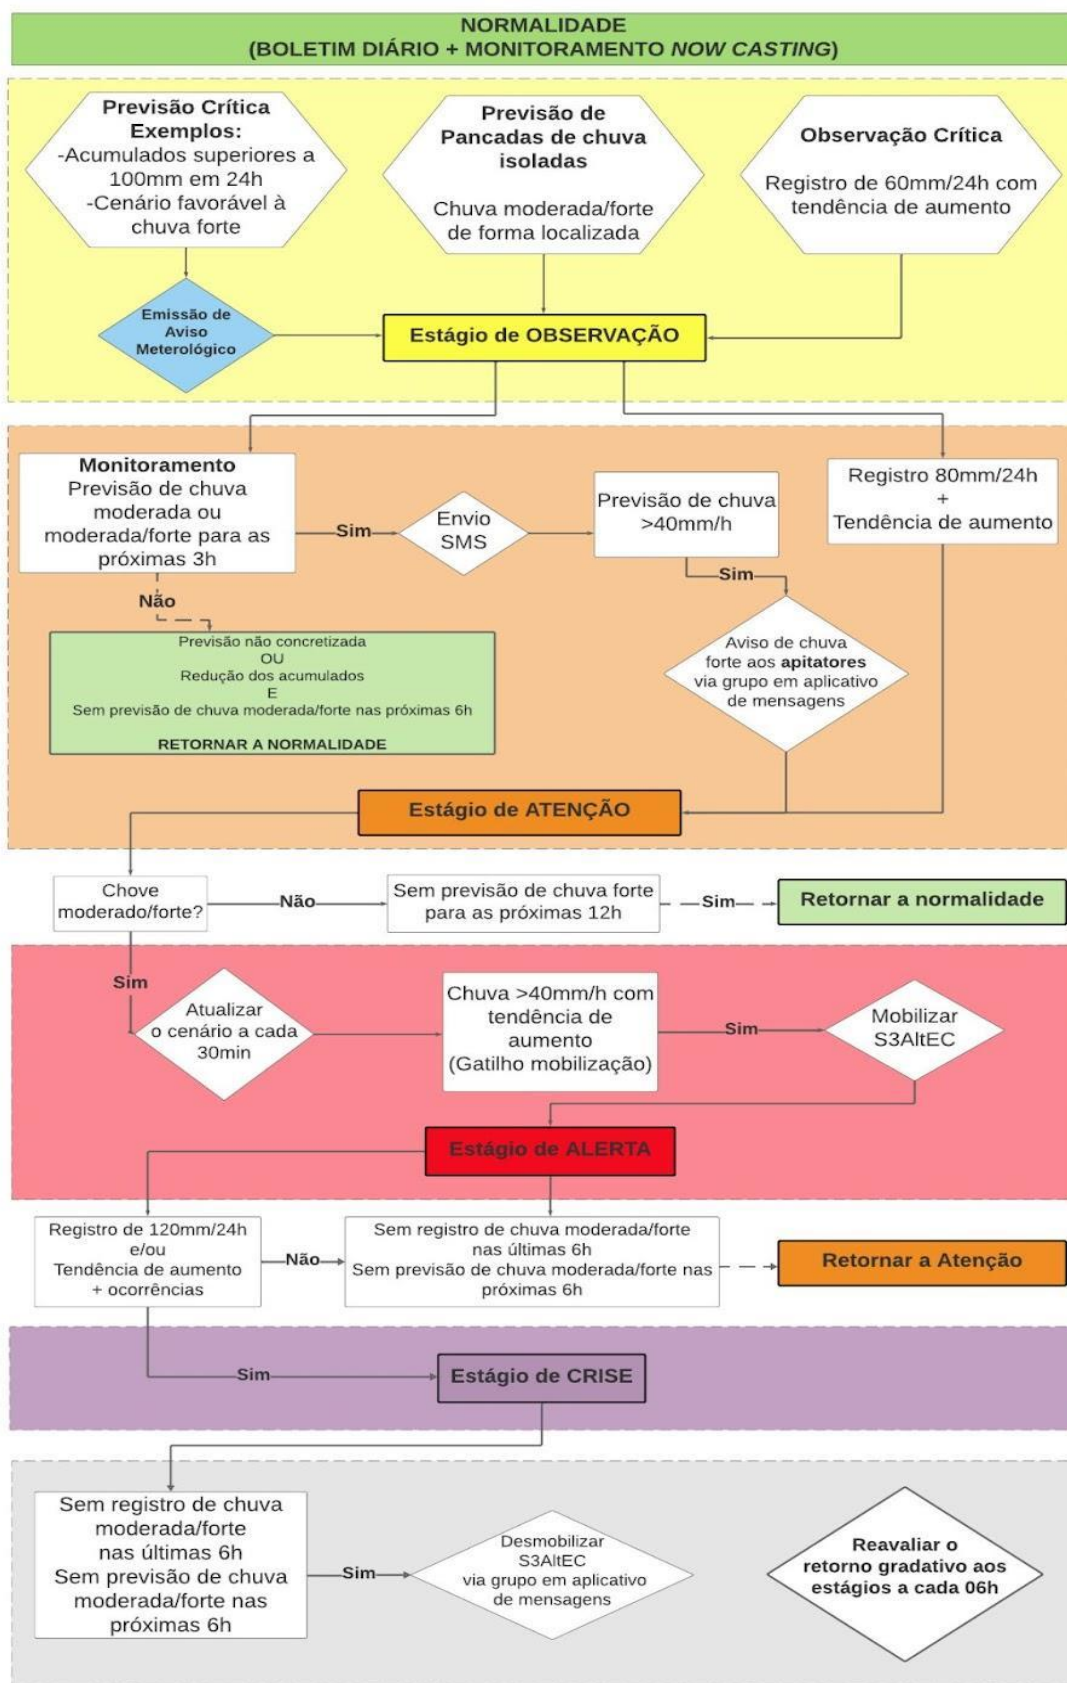 NORMALIDADE
(BOLETIM DIÁRIO + MONITORAMENTO NOW CASTING)
Previsão Crítica
Exemplos:
-Acumulados superiores a
100mm em 24h
-Cenário favorável à
chuva forte
Previsão de
Pancadas de chuva
isoladas
Chuva moderada/forte
de forma localizada
Observação Crítica
Registro de 60mm/24h com
tendência de aumento
Emissão de
Aviso
Meterológico
Estágio de OBSERVAÇÃO
Monitoramento
Previsão de chuva
moderada ou
moderada/forte para as
próximas 3h
Sim
Envio
SMS
Previsão de chuva
>40mm/h
Registro 80mm/24h
+
Tendência de aumento
Sim
Não
Previsão não concretizada
OU
Redução dos acumulados
E
Sem previsão de chuva moderada/forte nas próximas 6h
RETORNAR A NORMALIDADE
Aviso de chuva
forte aos apitatores
via grupo em aplicativo
de mensagens
Estágio de ATENÇÃO
Chove
moderado/forte?
Não
Sem previsão de chuva forte
para as próximas 12h
Sim
Retornar a normalidade
Sim
Atualizar
o cenário a cada
30min
Chuva >40mm/h com
tendência de
aumento
(Gatilho mobilização)
Sim
Mobilizar
S3AltEC
Estágio de ALERTA
Registro de 120mm/24h
e/ou
Tendência de aumento
+ ocorrências
Não
Sem registro de chuva moderada/forte
nas últimas 6h
Sem previsão de chuva moderada/forte nas
próximas 6h
Retornar a Atenção
Sim
Estágio de CRISE
Sem registro de chuva
moderada/forte
nas últimas 6h
Sem previsão de chuva
moderada/forte nas
próximas 6h
Sim
Desmobilizar
S3AltEC
via grupo em aplicativo
de mensagens
Reavaliar o
retorno gradativo aos
estágios a cada 06h